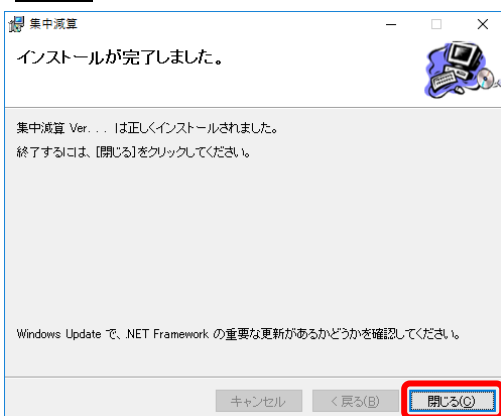 集中減算
インストールが完了しました。
集中減算 Ver. . . は正しくインストールされました。
終了するには、[閉じる]をクリックしてください。
Windows Update で、.NET Framework の重要な更新があるかどうかを確認してください。
キャンセル
< 戻る(B)
閉じる(C)